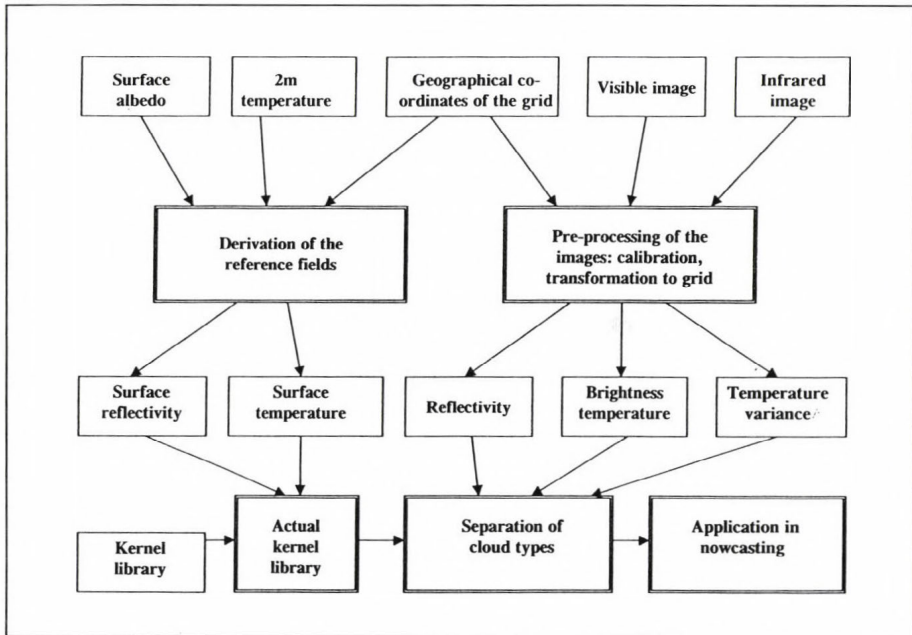 Surface
albedo
2m
temperature
Geographical co-
ordinates of the grid
Visible image
Infrared
image
Derivation of the
reference fields
Pre-processing of the
images: calibration,
transformation to grid
Surface
reflectivity
Surface
temperature
Reflectivity
Brightness
temperature
Temperature
variance
Kernel
library
Actual
kernel
library
Separation of
cloud types
Application in
nowcasting